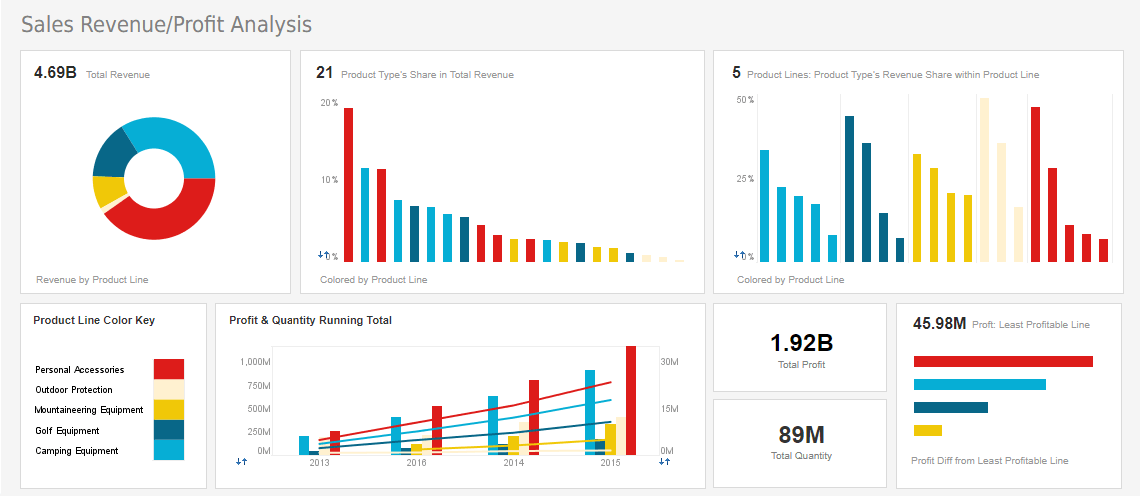 Sales Revenue/Profit Analysis
4.69B Total Revenue
Revenue by Product Line
21 Product Type's Share in Total Revenue
20%
10%
0%
Colored by Product Line
5 Product Lines: Product Type's Revenue Share within Product Line
50%
25%
0%
Colored by Product Line
Product Line Color Key
Personal Accessories
Outdoor Protection
Mountaineering Equipment
Golf Equipment
Camping Equipment
Profit & Quantity Running Total
1,000M 30M
750M
500M 15M
250M
0M 0M
2013 2016 2014 2015
1.92B
Total Profit
89M
Total Quantity
45.98M Proft: Least Profitable Line
Profit Diff from Least Profitable Line